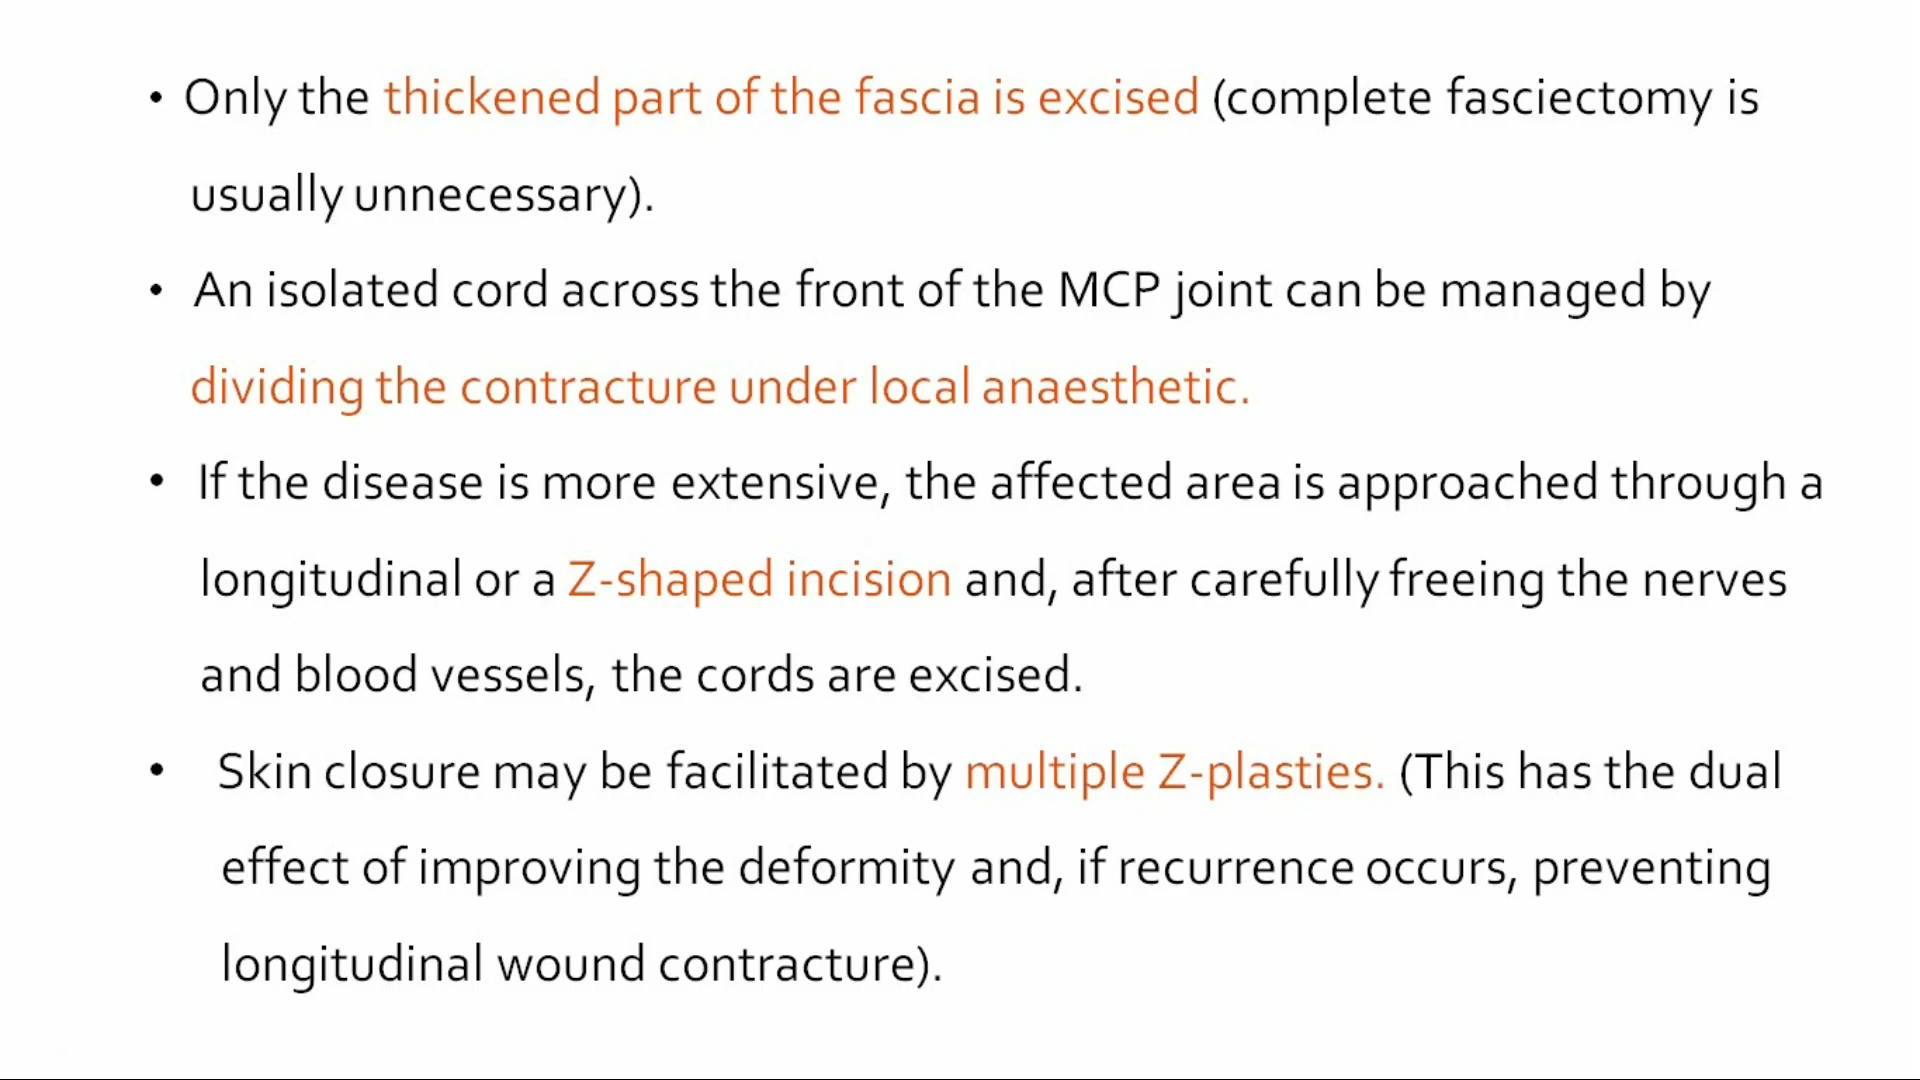 • Only the thickened part of the fascia is excised (complete fasciectomy is
usually unnecessary).
• An isolated cord across the front of the MCP joint can be managed by
dividing the contracture under local anaesthetic.
• If the disease is more extensive, the affected area is approached through a
longitudinal or a Z-shaped incision and, after carefully freeing the nerves
and blood vessels, the cords are excised.
• Skin closure may be facilitated by multiple Z-plasties. (This has the dual
effect of improving the deformity and, if recurrence occurs, preventing
longitudinal wound contracture).